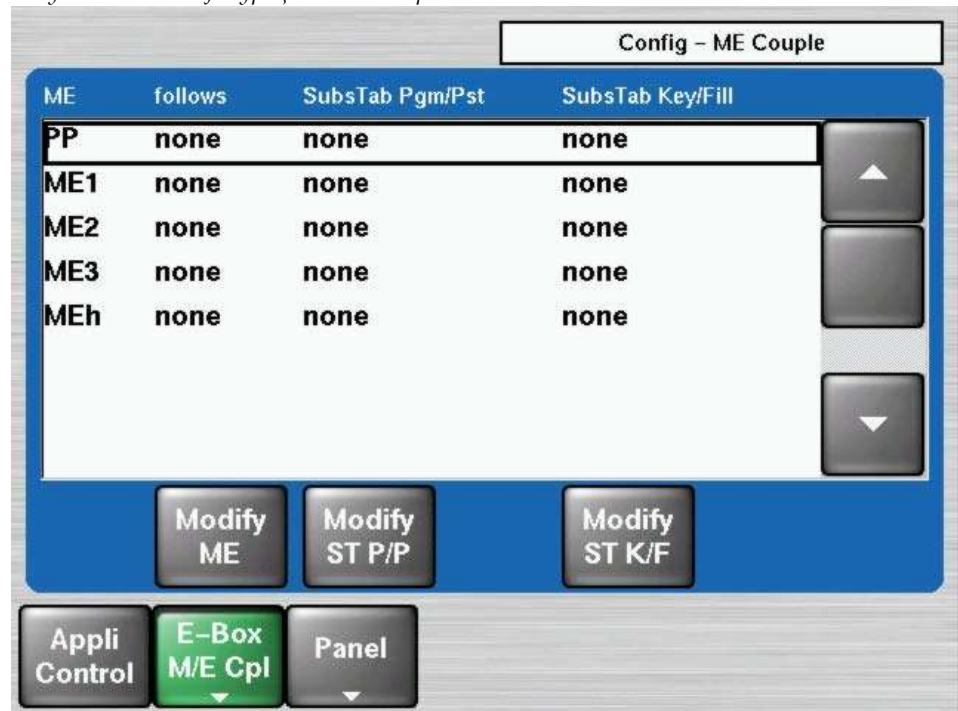 Config – ME Couple
ME follows SubsTab Pgm/Pst SubsTab Key/Fill
PP none none none
ME1 none none none
ME2 none none none
ME3 none none none
MEh none none none
Modify ME
Modify ST P/P
Modify ST K/F
Appli Control
E–Box M/E Cpl
Panel